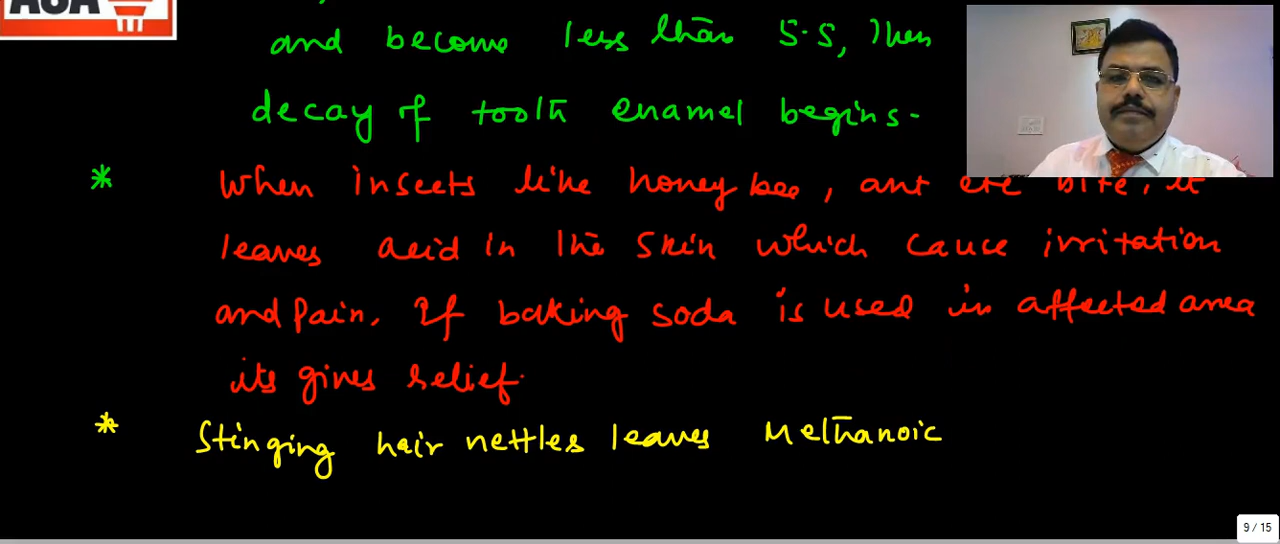 AGA
and become less than 5.5, then
decay of tooth enamel begins.
* When insects like honey bee, ant etc bite, it
leaves acid in the skin which cause irritation
and pain. If baking soda is used in affected area
its gives relief.
* Stinging hair nettles leaves Methanoic
9 / 15